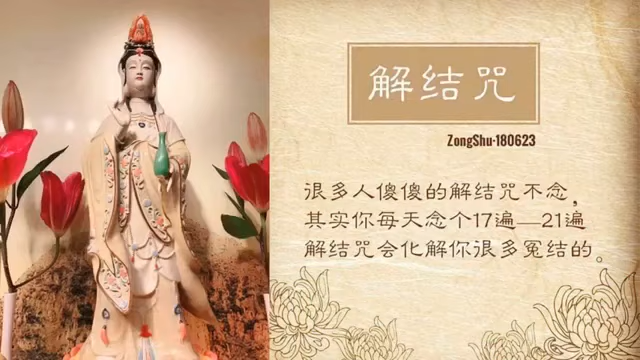 解结咒
ZongShu·180623
很多人傻傻的解结咒不念,
其实你每天念个17遍—21遍
解结咒会化解你很多冤结的。